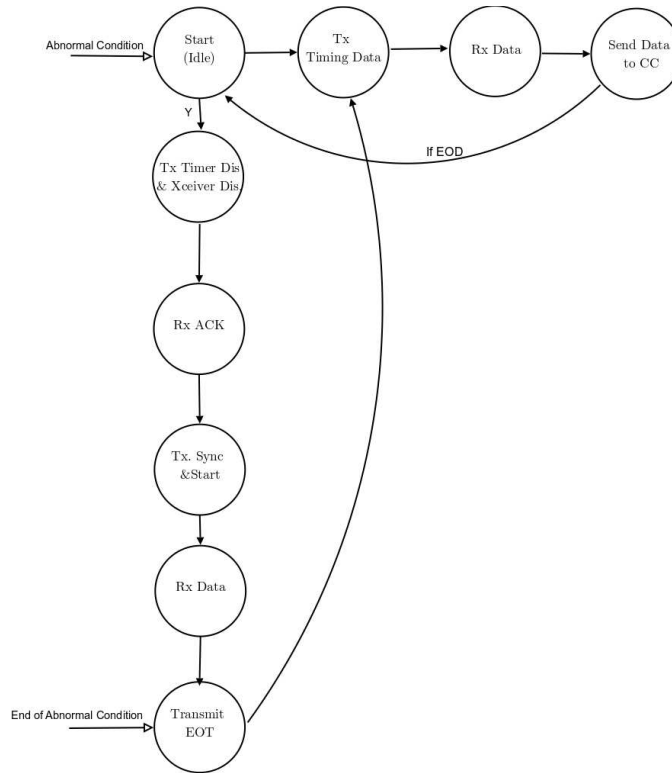 Abnormal Condition
Start
(Idle)
Tx
Timing Data
Rx Data
Send Data
to CC
Y
If EOD
Tx Timer Dis
& Xceiver Dis.
Rx ACK
Tx. Sync
&Start
Rx Data
End of Abnormal Condition
Transmit
EOT